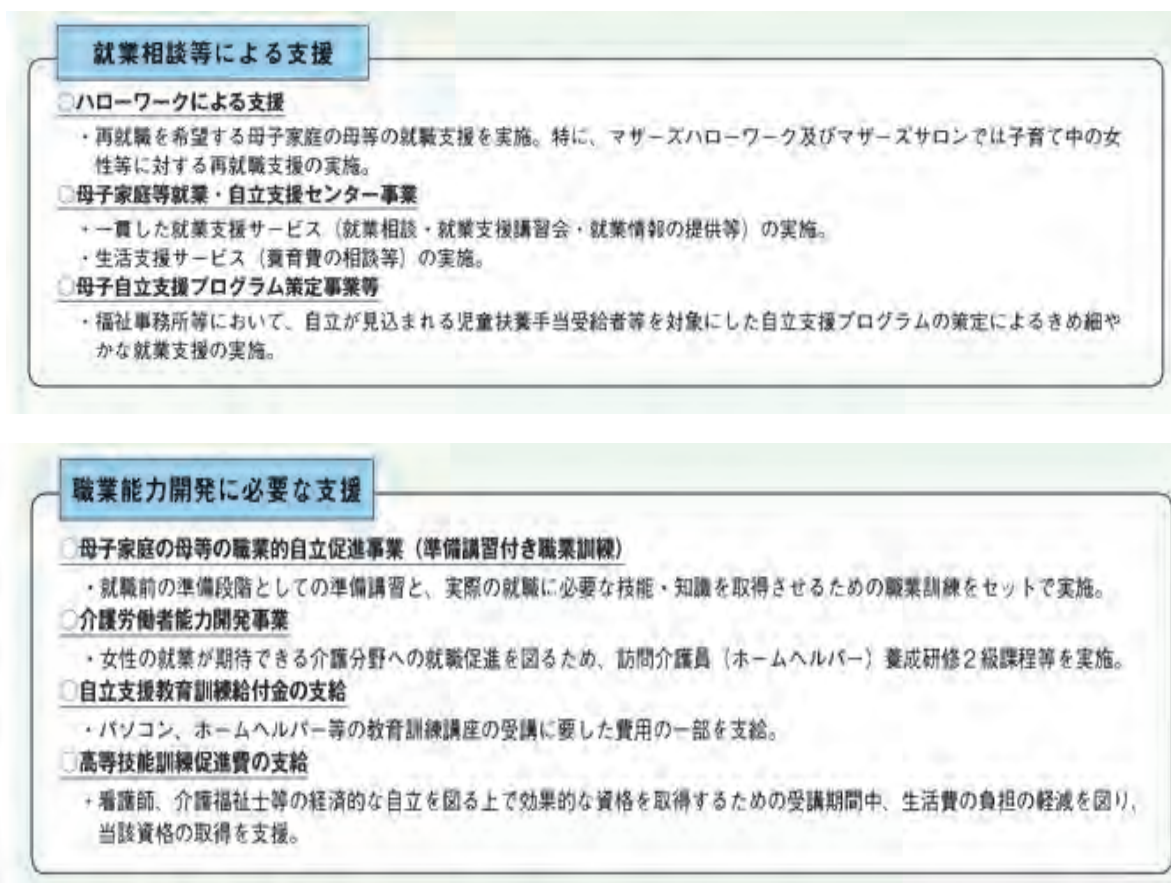 就業相談等による支援
○ハローワークによる支援
・再就職を希望する母子家庭の母等の就職支援を実施。特に、マザーズハローワーク及びマザーズサロンでは子育て中の女
性等に対する再就職支援の実施。
○母子家庭等就業・自立支援センター事業
・一貫した就業支援サービス（就業相談・就業支援講習会・就業情報の提供等）の実施。
・生活支援サービス（養育費の相談等）の実施。
○母子自立支援プログラム策定事業等
・福祉事務所等において、自立が見込まれる児童扶養手当受給者等を対象にした自立支援プログラムの策定によるきめ細や
かな就業支援の実施。
職業能力開発に必要な支援
○母子家庭の母等の職業的自立促進事業（準備講習付き職業訓練）
・就職前の準備段階としての準備講習と、実際の就職に必要な技能・知識を取得させるための職業訓練をセットで実施。
○介護労働者能力開発事業
・女性の就業が期待できる介護分野への就職促進を図るため、訪問介護員（ホームヘルパー）養成研修２級課程等を実施。
○自立支援教育訓練給付金の支給
・パソコン、ホームヘルパー等の教育訓練講座の受講に要した費用の一部を支給。
○高等技能訓練促進費の支給
・看護師、介護福祉士等の経済的な自立を図る上で効果的な資格を取得するための受講期間中、生活費の負担の軽減を図り、
当該資格の取得を支援。